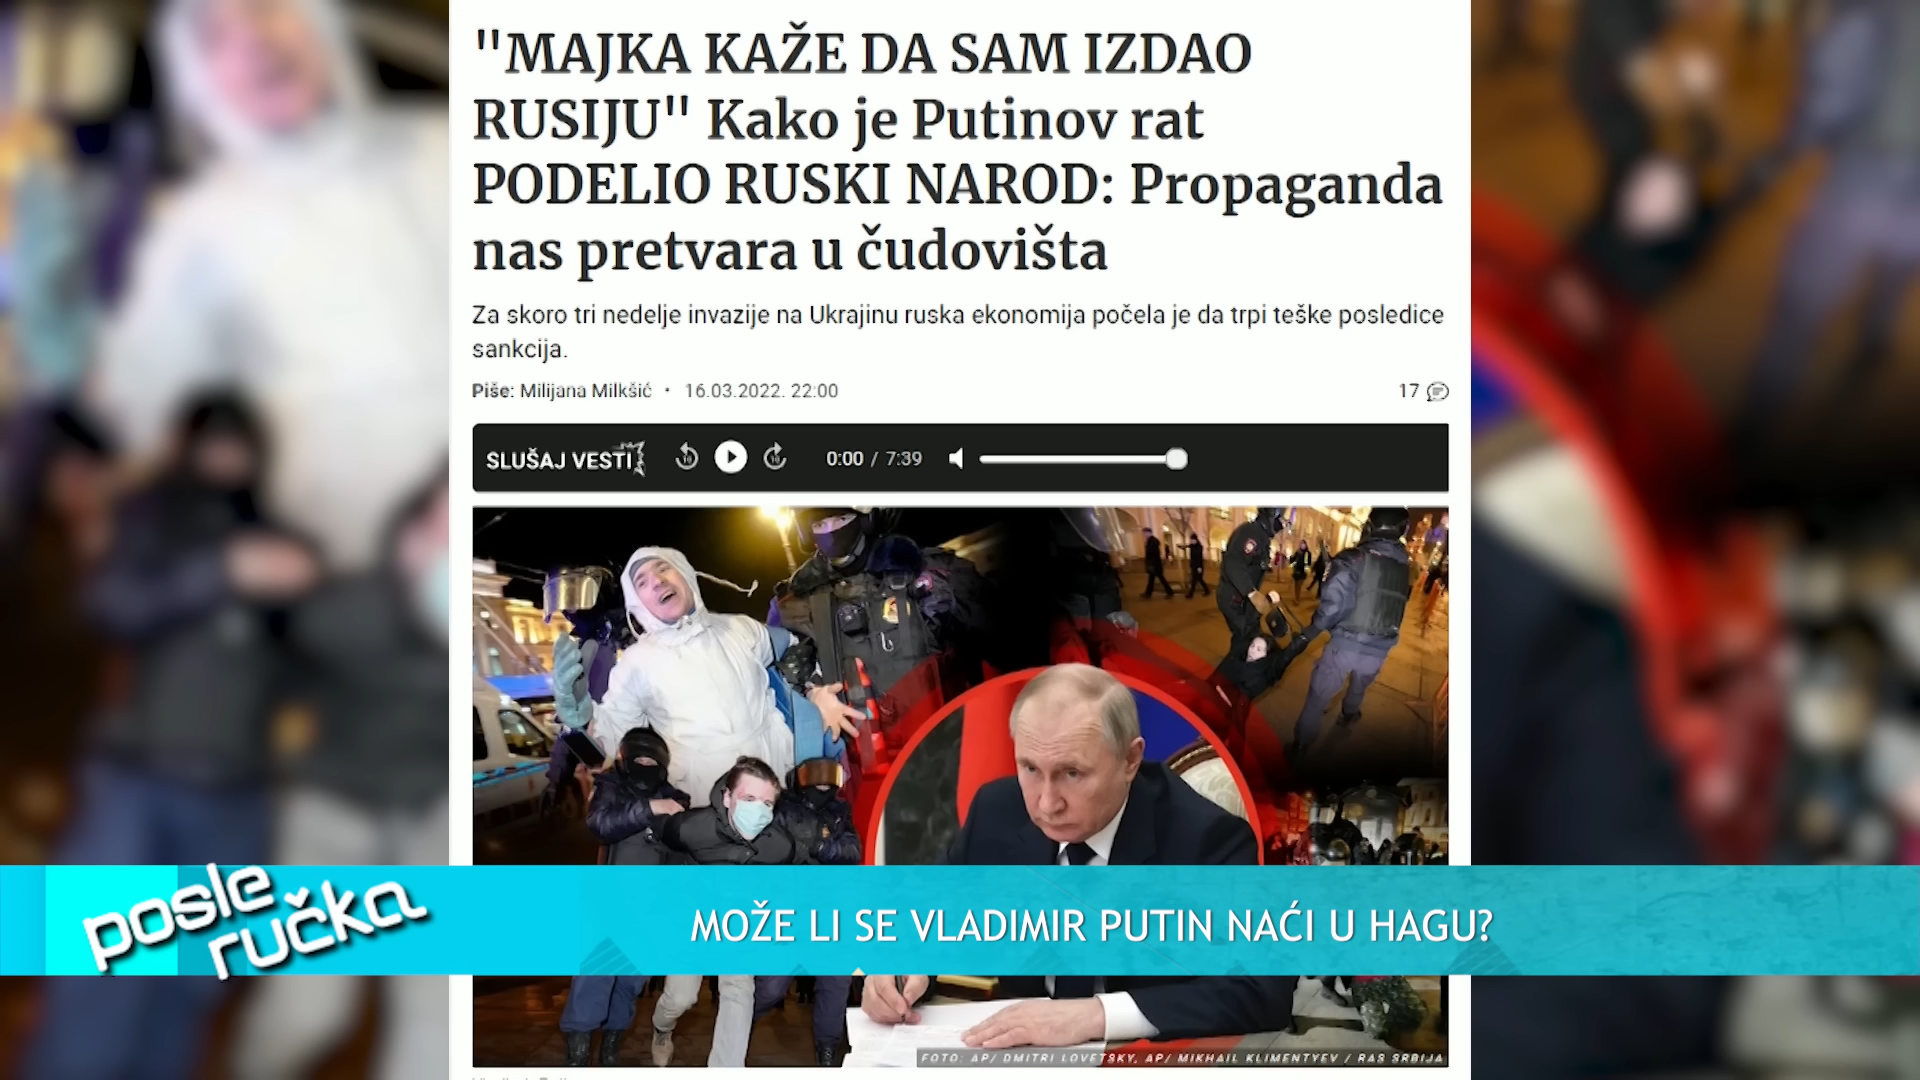 "MAJKA KAŽE DA SAM IZDAO
RUSIJU" Kako je Putinov rat
PODELIO RUSKI NAROD: Propaganda
nas pretvara u čudovišta
Za skoro tri nedelje invazije na Ukrajinu ruska ekonomija počela je da trpi teške posledice
sankcija.
Piše: Milijana Milkšić • 16.03.2022. 22:00
17
SLUŠAJ VESTI
10
10
0:00 / 7:39
posle
ručka
MOŽE LI SE VLADIMIR PUTIN NAĆI U HAGU?
FOTO: AP/ DMITRI LOVETSKY, AP/ MIKHAIL KLIMENTYEV / RAS SRBIJA